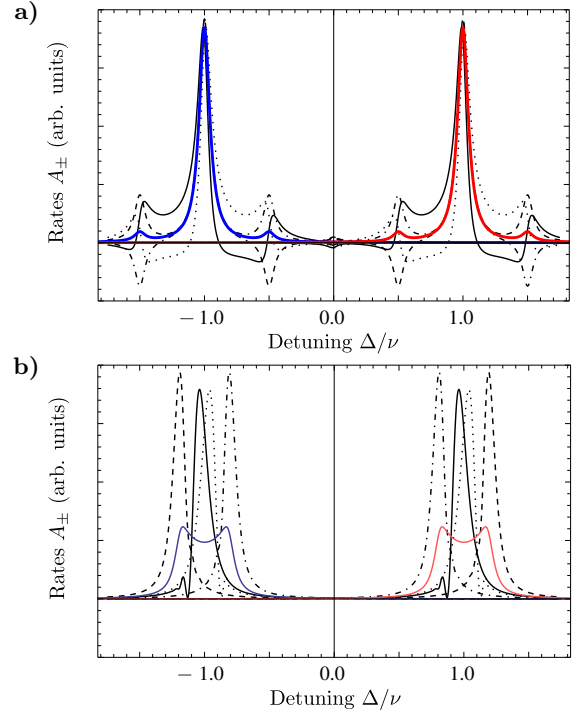 a)
Rates A± (arb. units)
− 1.0 0.0 1.0
Detuning Δ/ν
b)
Rates A± (arb. units)
− 1.0 0.0 1.0
Detuning Δ/ν